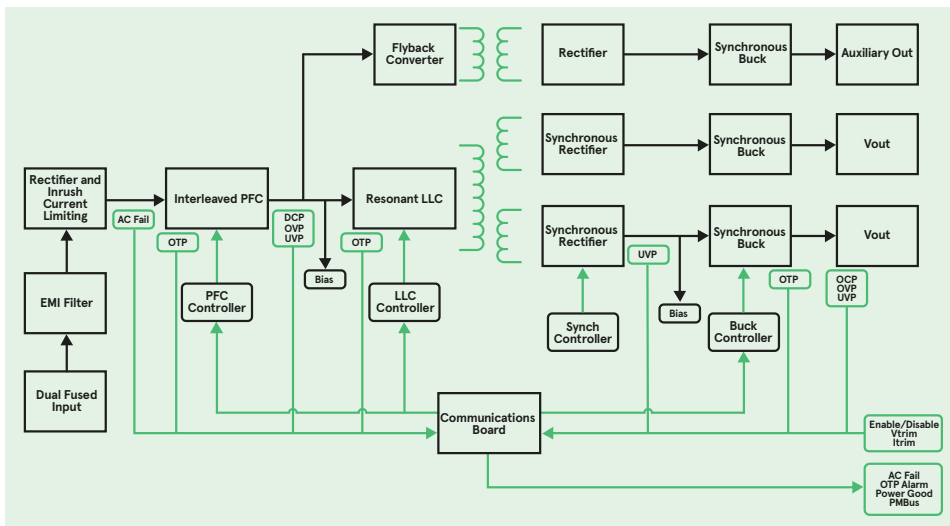 Flyback
Converter
Rectifier
Synchronous
Buck
Auxiliary Out
Synchronous
Rectifier
Synchronous
Buck
Vout
Rectifier and
Inrush
Current
Limiting
Interleaved PFC
Resonant LLC
AC Fail
OTP
DCP
OVP
UVP
OTP
Synchronous
Rectifier
UVP
Synchronous
Buck
Vout
Bias
OTP
OCP
OVP
UVP
EMI Filter
PFC
Controller
LLC
Controller
Synch
Controller
Bias
Buck
Controller
Dual Fused
Input
Communications
Board
Enable/Disable
Vtrim
Itrim
AC Fail
OTP Alarm
Power Good
PMBus